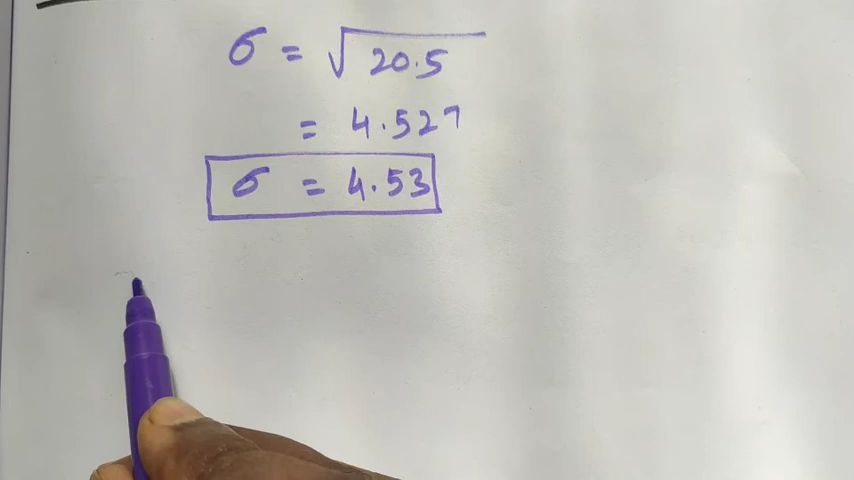 σ = √20.5
= 4.527
σ = 4.53